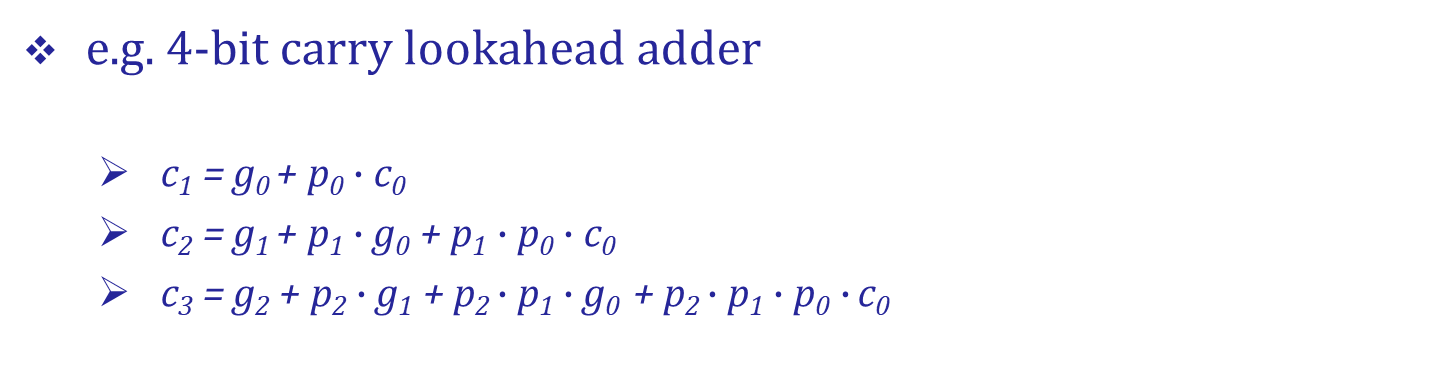 ❖ e.g. 4-bit carry lookahead adder
➢ c₁ = g₀ + p₀ · c₀
➢ c₂ = g₁ + p₁ · g₀ + p₁ · p₀ · c₀
➢ c₃ = g₂ + p₂ · g₁ + p₂ · p₁ · g₀ + p₂ · p₁ · p₀ · c₀